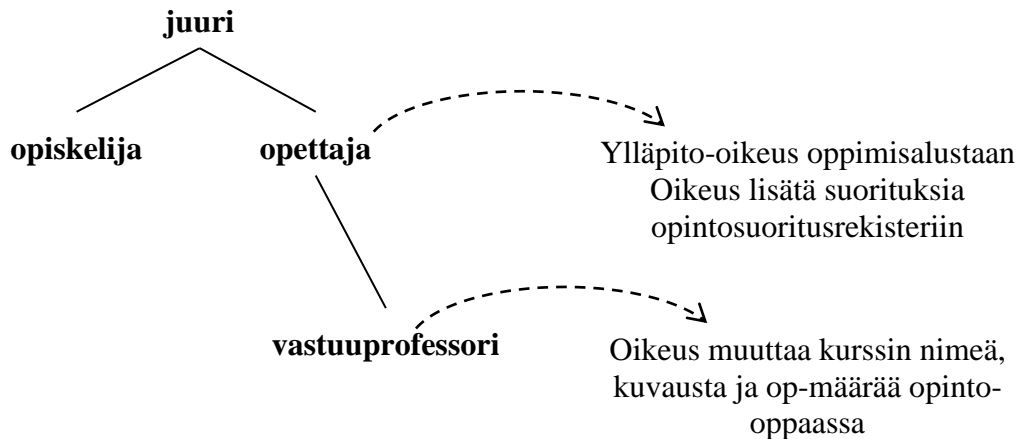 juuri
opiskelija
opettaja
Ylläpito-oikeus oppimisalustaan
Oikeus lisätä suorituksia
opintosuoritusrekisteriin
vastuuprofessori
Oikeus muuttaa kurssin nimeä,
kuvausta ja op-määrää opinto-
oppaassa